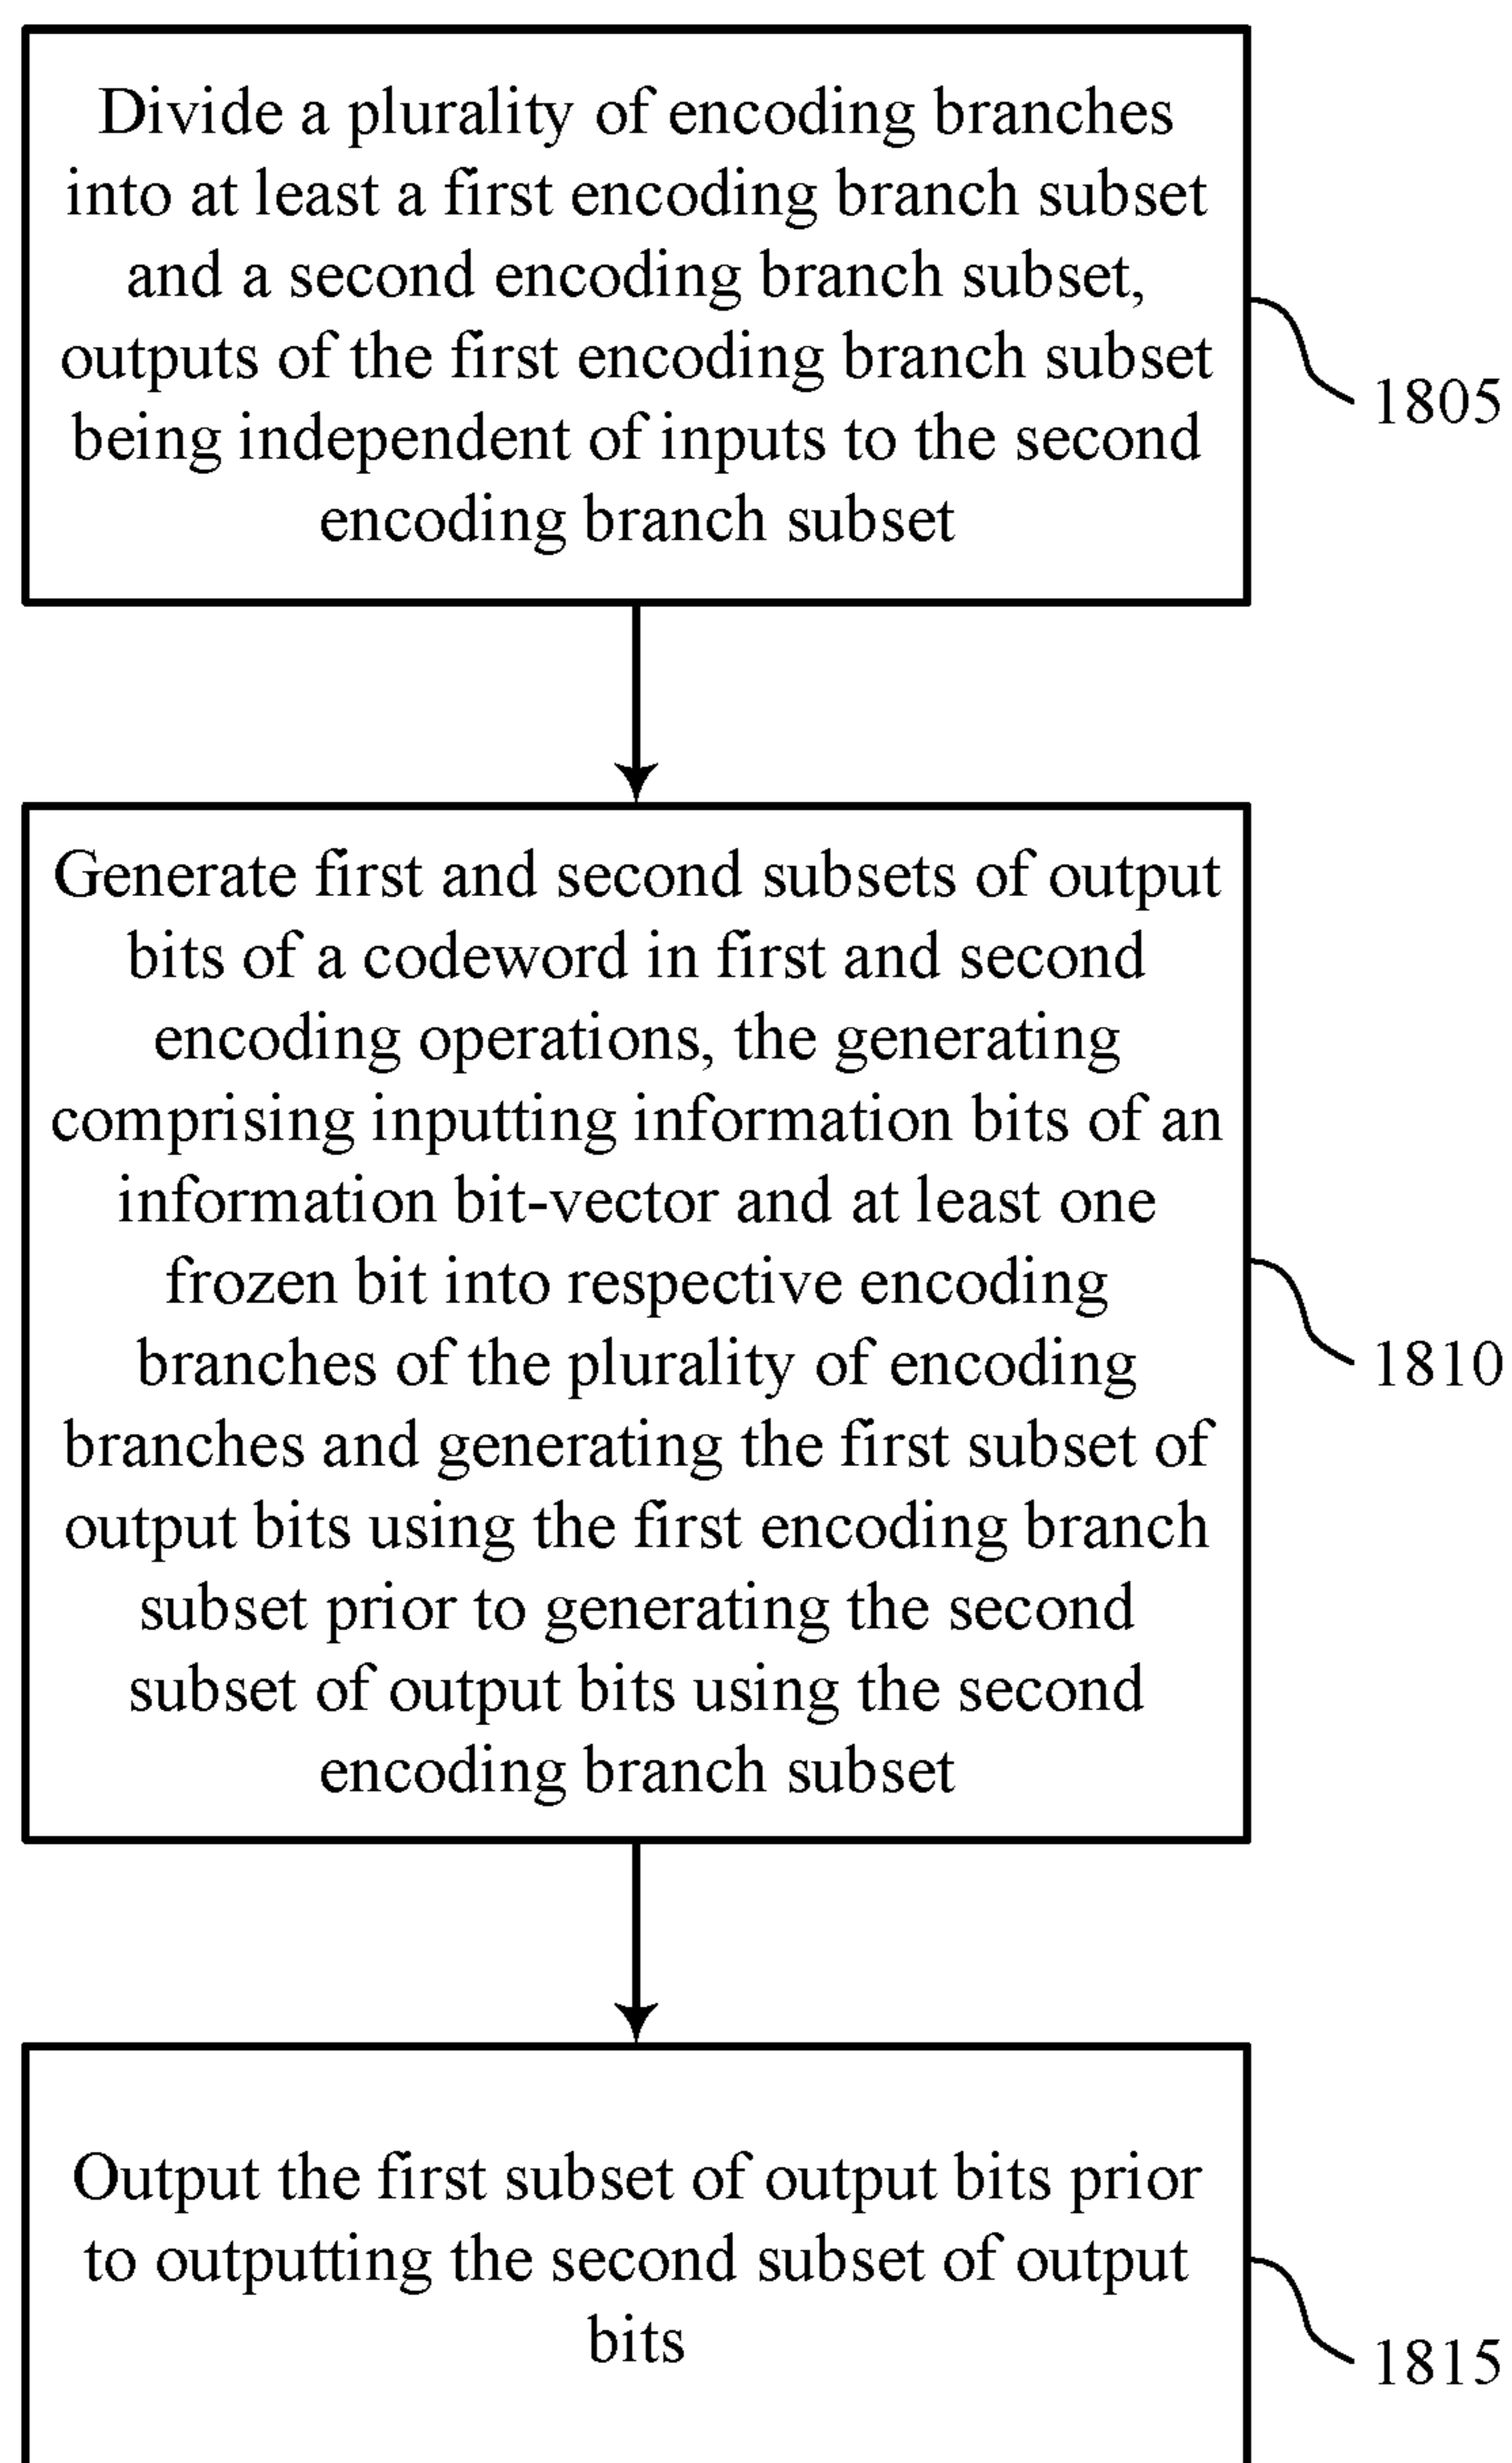 Divide a plurality of encoding branches
into at least a first encoding branch subset
and a second encoding branch subset,
outputs of the first encoding branch subset
being independent of inputs to the second
encoding branch subset
1805
Generate first and second subsets of output
bits of a codeword in first and second
encoding operations, the generating
comprising inputting information bits of an
information bit-vector and at least one
frozen bit into respective encoding
branches of the plurality of encoding
branches and generating the first subset of
output bits using the first encoding branch
subset prior to generating the second
subset of output bits using the second
encoding branch subset
1810
Output the first subset of output bits prior
to outputting the second subset of output
bits
1815